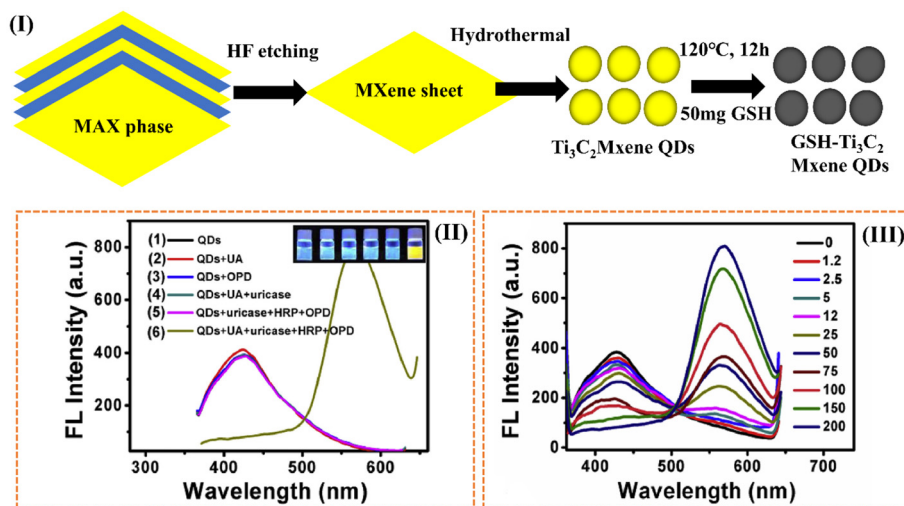 (I)
HF etching
Hydrothermal
120°C, 12h
MAX phase
MXene sheet
50mg GSH
Ti₃C₂Mxene QDs
GSH-Ti₃C₂
Mxene QDs
(II)
FL Intensity (a.u.)
800
600
400
200
(1) QDs
(2) QDs+UA
(3) QDs+OPD
(4) QDs+UA+uricase
(5) QDs+uricase+HRP+OPD
(6) QDs+UA+uricase+HRP+OPD
300 400 500 600
Wavelength (nm)
(III)
FL Intensity (a.u.)
800
600
400
200
0
0
1.2
2.5
5
12
25
50
75
100
150
200
400 500 600 700
Wavelength (nm)